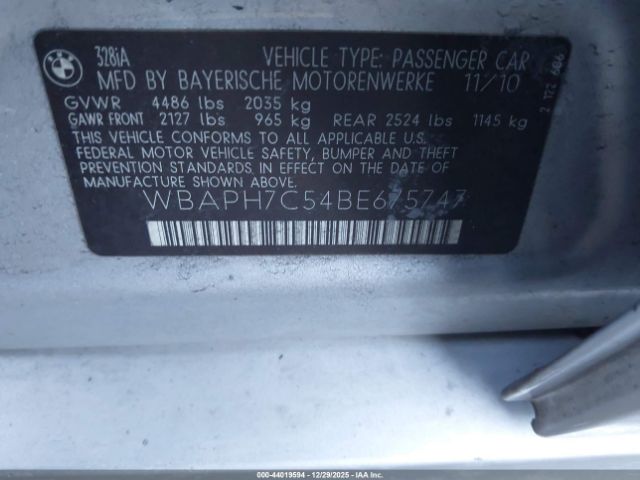 BMW
328iA VEHICLE TYPE: PASSENGER CAR
MFD BY BAYERISCHE MOTORENWERKE 11/10
GVWR 4486 lbs 2035 kg
GAWR FRONT 2127 lbs 965 kg REAR 2524 lbs 1145 kg
THIS VEHICLE CONFORMS TO ALL APPLICABLE U.S.
FEDERAL MOTOR VEHICLE SAFETY, BUMPER AND THEFT
PREVENTION STANDARDS IN EFFECT ON THE DATE OF
MANUFACTURE SHOWN ABOVE.
WBAPH7C54BE675747
000-44019594 - 12/29/2025 - IAAI.COM